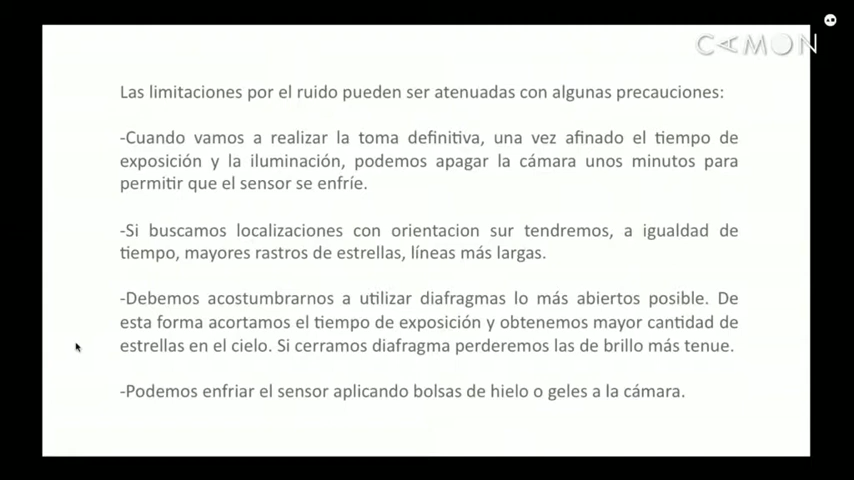 CAMON
Las limitaciones por el ruido pueden ser atenuadas con algunas precauciones:
-Cuando vamos a realizar la toma definitiva, una vez afinado el tiempo de
exposición y la iluminación, podemos apagar la cámara unos minutos para
permitir que el sensor se enfríe.
-Si buscamos localizaciones con orientacion sur tendremos, a igualdad de
tiempo, mayores rastros de estrellas, líneas más largas.
-Debemos acostumbrarnos a utilizar diafragmas lo más abiertos posible. De
esta forma acortamos el tiempo de exposición y obtenemos mayor cantidad de
estrellas en el cielo. Si cerramos diafragma perderemos las de brillo más tenue.
-Podemos enfriar el sensor aplicando bolsas de hielo o geles a la cámara.